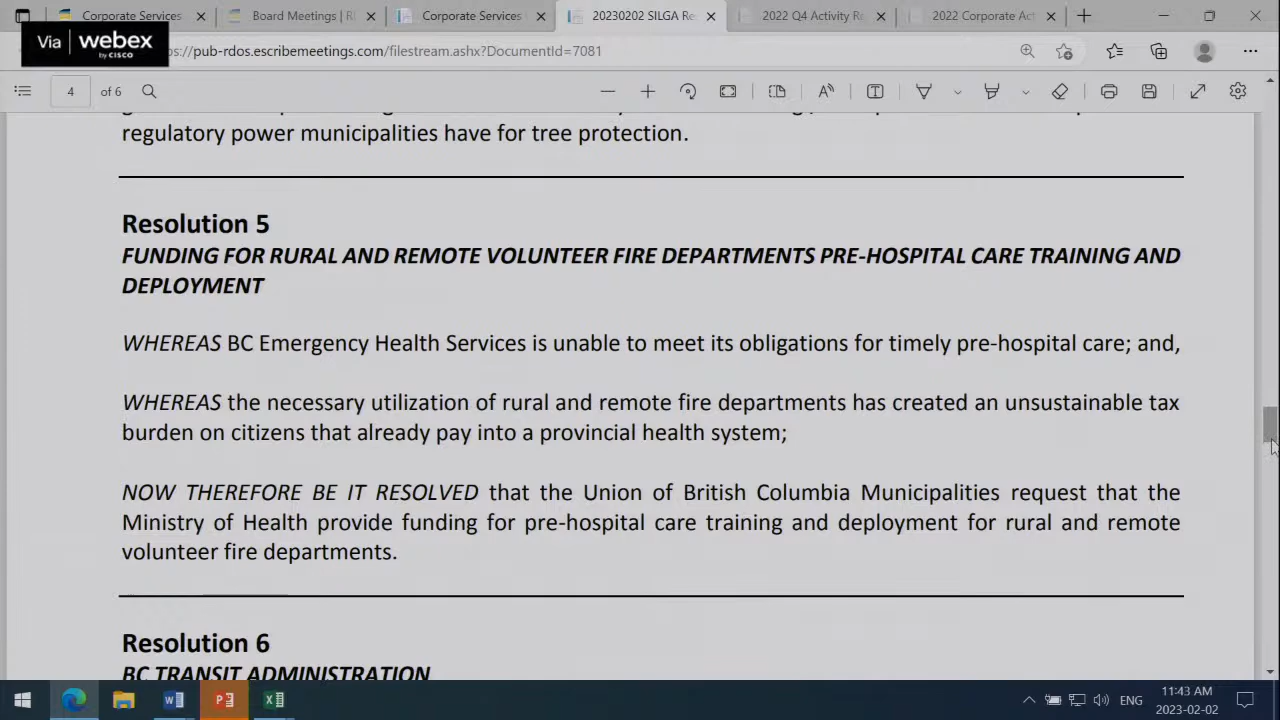 Corporate Services
Board Meetings | R
Corporate Services
20230202 SILGA Re
2022 Q4 Activity Re
2022 Corporate Act
Via webex
by CISCO
s://pub-rdos.escribemeetings.com/filestream.ashx?DocumentId=7081
4 of 6
regulatory power municipalities have for tree protection.
Resolution 5
FUNDING FOR RURAL AND REMOTE VOLUNTEER FIRE DEPARTMENTS PRE-HOSPITAL CARE TRAINING AND
DEPLOYMENT
WHEREAS BC Emergency Health Services is unable to meet its obligations for timely pre-hospital care; and,
WHEREAS the necessary utilization of rural and remote fire departments has created an unsustainable tax
burden on citizens that already pay into a provincial health system;
NOW THEREFORE BE IT RESOLVED that the Union of British Columbia Municipalities request that the
Ministry of Health provide funding for pre-hospital care training and deployment for rural and remote
volunteer fire departments.
Resolution 6
BC TRANSIT ADMINISTRATION
ENG
11:43 AM
2023-02-02